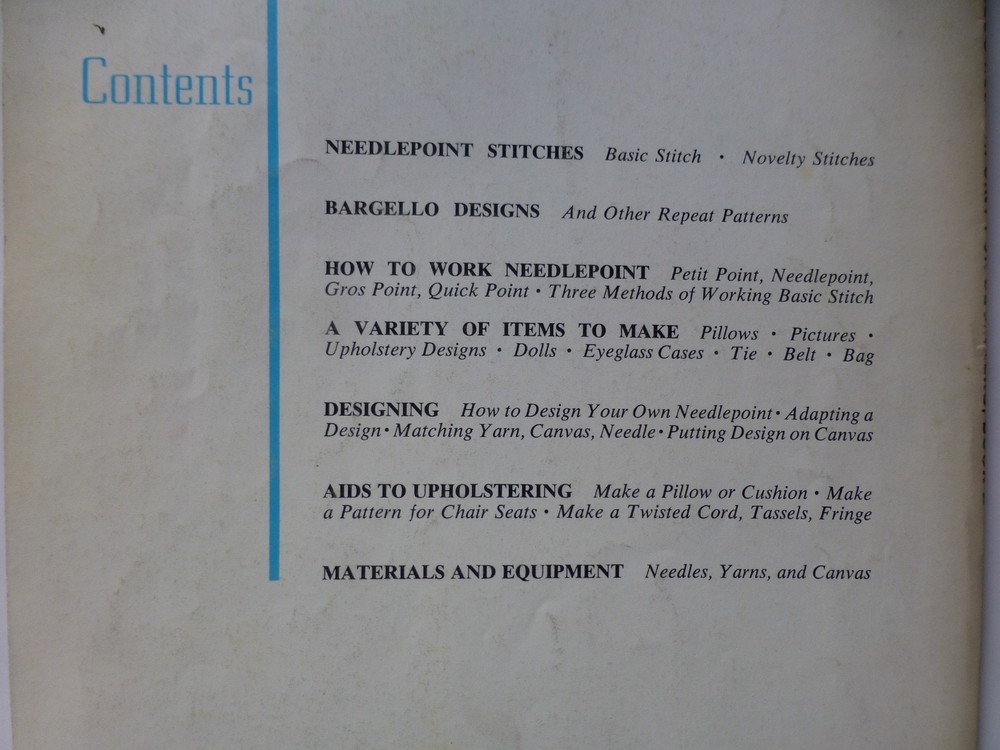 Contents
NEEDLEPOINT STITCHES Basic Stitch • Novelty Stitches
BARGELLO DESIGNS And Other Repeat Patterns
HOW TO WORK NEEDLEPOINT Petit Point, Needlepoint,
Gros Point, Quick Point • Three Methods of Working Basic Stitch
A VARIETY OF ITEMS TO MAKE Pillows • Pictures •
Upholstery Designs • Dolls • Eyeglass Cases • Tie • Belt • Bag
DESIGNING How to Design Your Own Needlepoint • Adapting a
Design • Matching Yarn, Canvas, Needle • Putting Design on Canvas
AIDS TO UPHOLSTERING Make a Pillow or Cushion • Make
a Pattern for Chair Seats • Make a Twisted Cord, Tassels, Fringe
MATERIALS AND EQUIPMENT Needles, Yarns, and Canvas